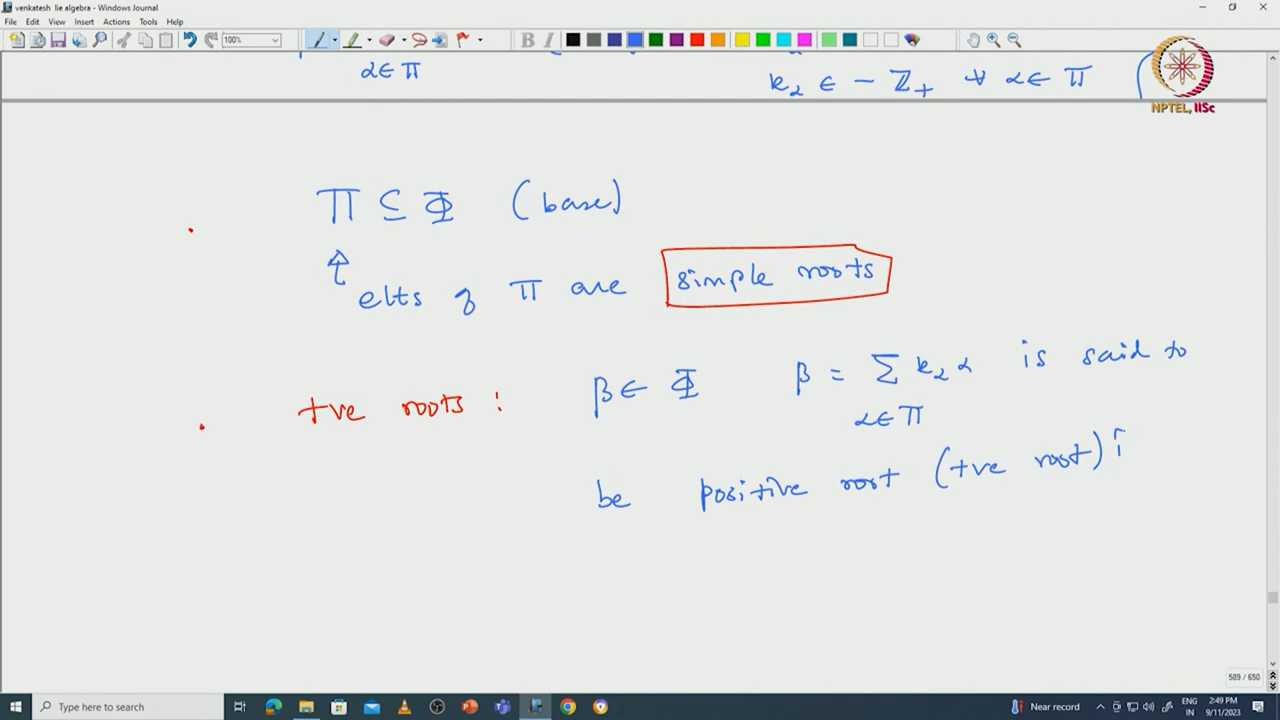 venkatesh lie algebra - Windows Journal
File Edit View Insert Actions Tools Help
100%
B I
α∈Π
k_α ∈ -ℤ₊ ∀ α∈Π
NPTEL, IISc
Π ⊆ Φ (base)
elts of Π are simple roots
+ve roots : β∈Φ β = Σ k_α α is said to
α∈Π
be positive root (+ve root) i
589 / 650
Type here to search
Near record
ENG
IN
2:49 PM
9/11/2023